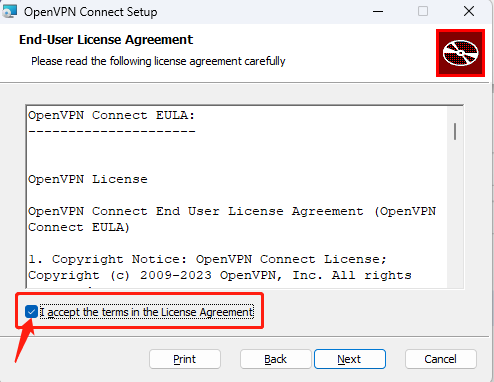 OpenVPN Connect Setup
End-User License Agreement
Please read the following license agreement carefully
OpenVPN Connect EULA:
---------------------
OpenVPN License
OpenVPN Connect End User License Agreement (OpenVPN
Connect EULA)
1. Copyright Notice: OpenVPN Connect License;
Copyright (c) 2009-2023 OpenVPN, Inc. All rights
I accept the terms in the License Agreement
Print
Back
Next
Cancel